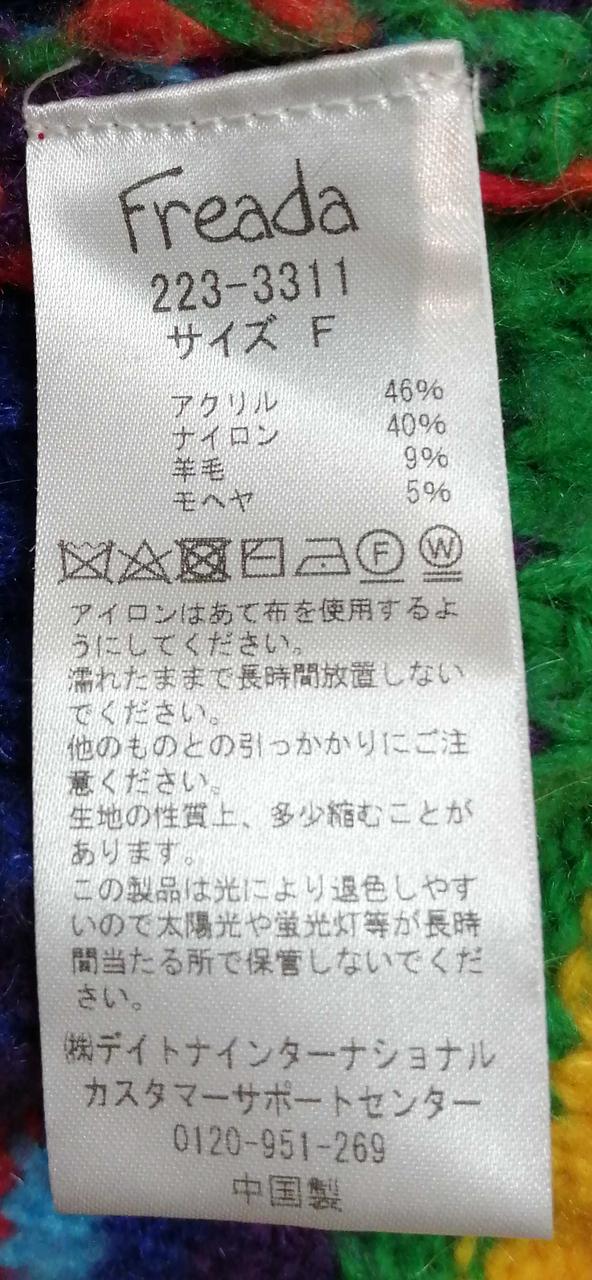 Freada
223-3311
サイズ F
アクリル 46%
ナイロン 40%
羊毛 9%
モヘヤ 5%
F W
アイロンはあて布を使用するよ
うにしてください。
濡れたままで長時間放置しない
でください。
他のものとの引っかかりにご注
意ください。
生地の性質上、多少縮むことが
あります。
この製品は光により退色しやす
いので太陽光や蛍光灯等が長時
間当たる所で保管しないでくだ
さい。
㈱デイトナインターナショナル
カスタマーサポートセンター
0120-951-269
中国製